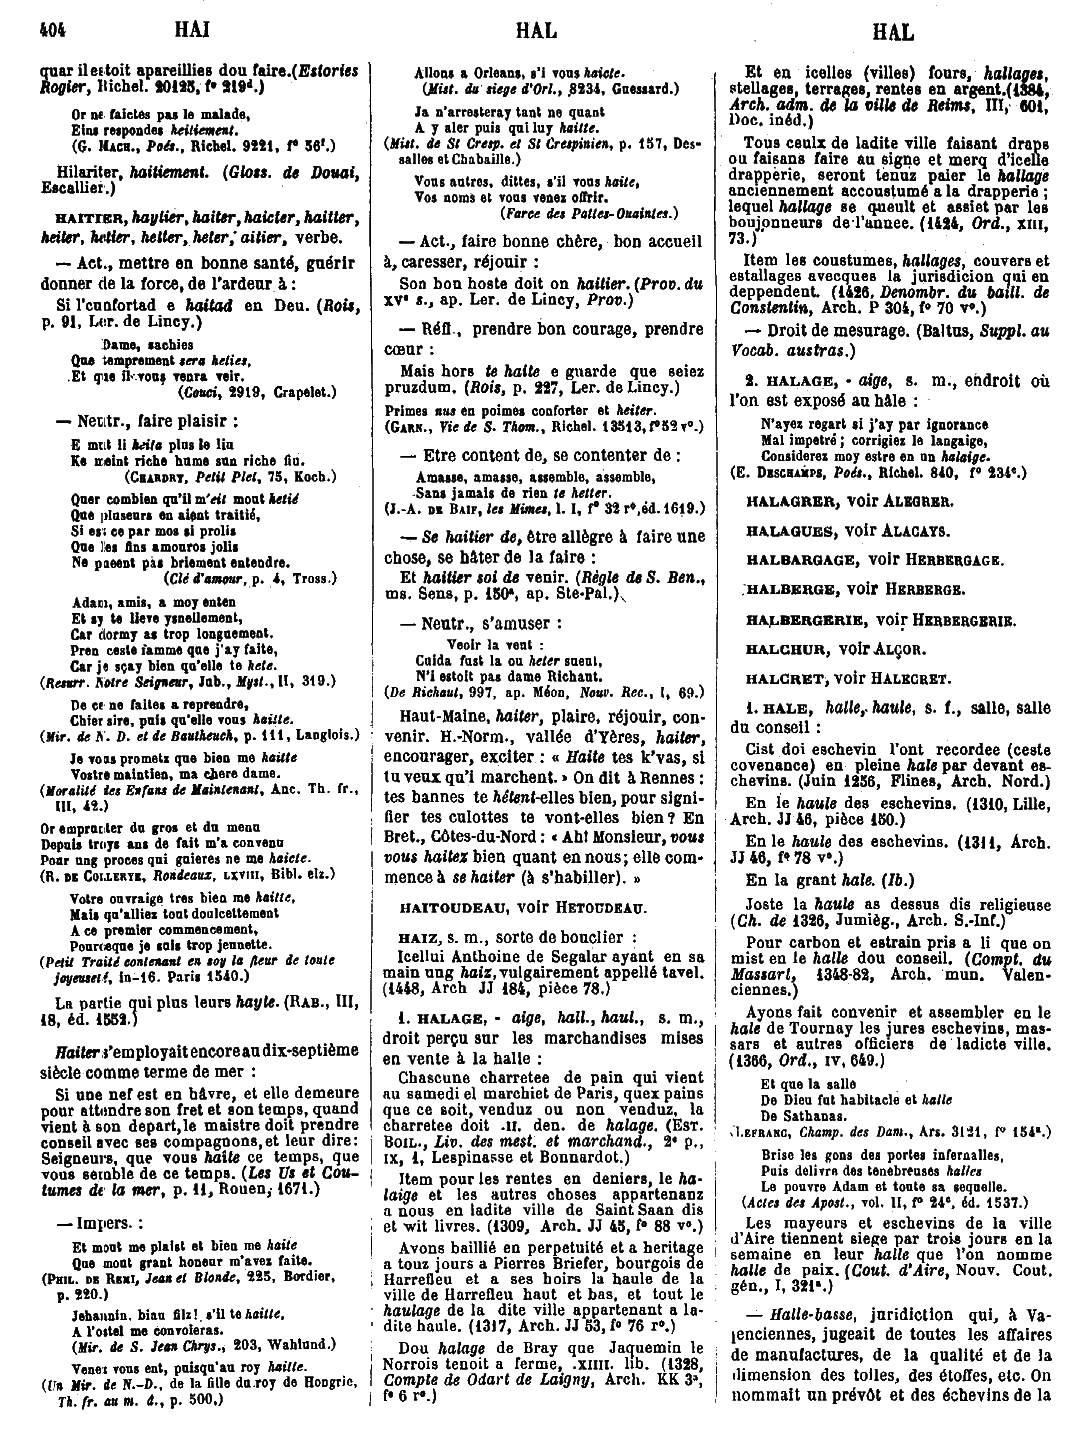 404 HAI HAL HAL
quar il estoit apareillies dou faire.(Estories
Rogier, Richel. 20125, f° 219d.)
Or ne faictes pas le malade,
Eins respondes heitiement.
(G. MACH., Poés., Richel. 9221, f° 56f.)
Hilariter, haitiement. (Gloss. de Douai,
Escallier.)
HAITIER, haytier, haiter, haicter, haittier,
heiter, hetier, hetter, heter, aitier, verbe.
— Act., mettre en bonne santé, guérir
donner de la force, de l'ardeur à :
Si l'cunfortad e haitad en Deu. (Rois,
p. 91, Ler. de Lincy.)
Dame, sachies
Que temprement sera heties,
Et que il vous venra veir.
(Couci, 2919, Crapelet.)
— Neutr., faire plaisir :
E mut li heita plus le liu
Ke meint riche hume sun riche fiu.
(CHARDRY, Petit Plet, 75, Koch.)
Quer combien qu'il m'eit mout hetié
Que pluseurs en aient traitié,
Si est ce par mos si prolis
Que les fins amouros jolis
Ne pueent pas briement entendre.
(Clé d'amour, p. 4, Tross.)
Adam, amis, a moy enten
Et sy te lieve ysnellement,
Car dormy as trop longuement.
Pren ceste famme que j'ay faite,
Car je sçay bien qu'elle te hete.
(Resurr. Notre Seigneur, Jub., Myst., II, 319.)
De ce ne faites a reprendre,
Chier sire, puis qu'elle vous haitte.
(Mir. de N. D. et de Bautheuch, p. 111, Langlois.)
Je vous promets que bien me haitte
Vostre maintien, ma chere dame.
(Moralité des Enfans de Maintenant, Anc. Th. fr.,
III, 42.)
Or emprunter du gros et du menu
Depuis troys ans de fait m'a convenu
Pour ung proces qui guieres ne me haicte.
(R. DE COLLERYE, Rondeaux, LXVIII, Bibl. elz.)
Votre ouvraige tres bien me haitte,
Mais qu'alliez tout doulcettement
A ce premier commencement,
Pourceque je suis trop jeunette.
(Petit Traité contenant en soy la fleur de toute
joyeuseté, in-16. Paris 1540.)
La partie qui plus leurs hayte. (RAB., III,
18, éd. 1552.)
Haiter s'employait encore au dix-septième
siècle comme terme de mer :
Si une nef est en hâvre, et elle demeure
pour attendre son fret et son temps, quand
vient à son depart, le maistre doit prendre
conseil avec ses compagnons, et leur dire:
Seigneurs, que vous haite ce temps, que
vous semble de ce temps. (Les Us et Cou-
tumes de la mer, p. 11, Rouen, 1671.)
— Impers. :
Et mout me plaist et bien me haite
Que mout grant honeur m'avez faite.
(PHIL. DE REMI, Jean et Blonde, 225, Bordier,
p. 220.)
Jehannin, biau filz! s'il te haitte,
A l'ostel me convoieras.
(Mir. de S. Jean Chrys., 203, Wahlund.)
Venez vous ent, puisqu'au roy haitte.
(Un Mir. de N.-D., de la fille du roy de Hongrie,
Th. fr. au m. â., p. 500.)
Allons a Orleans, s'i vous haicte.
(Mist. du siege d'Orl., 8234, Guessard.)
Ja n'arresteray tant ne quant
A y aler puis qui luy haitte.
(Mist. de St Cresp. et St Crespinien, p. 157, Des-
salles et Chabaille.)
Vous autres, dittes, s'il vous haite,
Vos noms et vous venez offrir.
(Farce des Pattes-Ouaintes.)
— Act., faire bonne chère, bon accueil
à, caresser, réjouir :
Son bon hoste doit on haitier. (Prov. du
XVe s., ap. Ler. de Lincy, Prov.)
— Réfl., prendre bon courage, prendre
cœur :
Mais hors te haite e guarde que seiez
pruzdum. (Rois, p. 227, Ler. de Lincy.)
Primes nus en poimes conforter et heiter.
(GARN., Vie de S. Thom., Richel. 13513, f° 52 r°.)
— Etre content de, se contenter de :
Amasse, amasse, assemble, assemble,
Sans jamais de rien te hetter.
(J.-A. DE BAIF, les Mimes, l. I, f° 32 r°, éd. 1619.)
— Se haitier de, être allègre à faire une
chose, se hâter de la faire :
Et haitier soi de venir. (Règle de S. Ben.,
ms. Sens, p. 150a, ap. Ste-Pal.)
— Neutr., s'amuser :
Veoir la vent :
Cuida fust la ou heter suent,
N'i estoit pas dame Richaut.
(De Richaut, 997, ap. Méon, Nouv. Rec., I, 69.)
Haut-Maine, haiter, plaire, réjouir, con-
venir. H.-Norm., vallée d'Yères, haiter,
encourager, exciter : « Haite tes k'vas, si
tu veux qu'i marchent. » On dit à Rennes :
tes bannes te hêtent-elles bien, pour signi-
fier tes culottes te vont-elles bien ? En
Bret., Côtes-du-Nord : « Ah! Monsieur, vous
vous haitez bien quant en nous; elle com-
mence à se haiter (à s'habiller). »
HAITOUDEAU, voir HETOUDEAU.
HAIZ, s. m., sorte de bouclier :
Icellui Anthoine de Segalar ayant en sa
main ung haiz, vulgairement appellé tavel.
(1448, Arch JJ 184, pièce 78.)
1. HALAGE, - aige, hall., haul., s. m.,
droit perçu sur les marchandises mises
en vente à la halle :
Chascune charretee de pain qui vient
au samedi el marchiet de Paris, quex pains
que ce soit, venduz ou non venduz, la
charretee doit .II. den. de halage. (EST.
BOIL., Liv. des mest. et marchand., 2e p.,
IX, 1, Lespinasse et Bonnardot.)
Item pour les rentes en deniers, le ha-
laige et les autres choses appartenanz
a nous en ladite ville de Saint Saan dis
et wit livres. (1309, Arch. JJ 45, f° 88 v°.)
Avons baillié en perpetuité et a heritage
a touz jours a Pierres Briefer, bourgois de
Harrefleu et a ses hoirs la haule de la
ville de Harrefleu haut et bas, et tout le
haulage de la dite ville appartenant a la-
dite haule. (1317, Arch. JJ 53, f° 76 r°.)
Dou halage de Bray que Jaquemin le
Norrois tenoit a ferme, .XIIII. lib. (1328,
Compte de Odart de Laigny, Arch. KK 3a,
f° 6 r°.)
Et en icelles (villes) fours, hallages,
stellages, terrages, rentes en argent. (1384,
Arch. adm. de la ville de Reims, III, 601,
Doc. inéd.)
Tous ceulx de ladite ville faisant draps
ou faisans faire au signe et merq d'icelle
drapperie, seront tenuz paier le hallage
anciennement accoustumé a la drapperie ;
lequel hallage se queult et assiet par les
boujonneurs de l'annee. (1424, Ord., XIII,
73.)
Item les coustumes, hallages, couvers et
estallages avecques la jurisdicion qui en
deppendent. (1426, Denombr. du baill. de
Constentin, Arch. P 304, f° 70 v°.)
— Droit de mesurage. (Baltus, Suppl. au
Vocab. austras.)
2. HALAGE, - aige, s. m., endroit où
l'on est exposé au hâle :
N'ayez regart si j'ay par ignorance
Mal impetré ; corrigiez le langaige,
Considerez moy estre en un halaige.
(E. DESCHAMPS, Poés., Richel. 840, f° 234c.)
HALAGRER, voir ALEGRER.
HALAGUES, voir ALACAYS.
HALBARGAGE, voir HERBERGAGE.
HALBERGE, voir HERBERGE.
HALBERGERIE, voir HERBERGERIE.
HALCHUR, voir ALÇOR.
HALCRET, voir HALECRET.
1. HALE, halle, haule, s. f., salle, salle
du conseil :
Cist doi eschevin l'ont recordee (ceste
covenance) en pleine hale par devant es-
chevins. (Juin 1256, Flines, Arch. Nord.)
En le haule des eschevins. (1310, Lille,
Arch. JJ 46, pièce 150.)
En le haule des eschevins. (1311, Arch.
JJ 46, f° 78 v°.)
En la grant hale. (Ib.)
Joste la haule as dessus dis religieuse
(Ch. de 1326, Jumièg., Arch. S.-Inf.)
Pour carbon et estrain pris a li que on
mist en le halle dou conseil. (Compt. du
Massart, 1348-82, Arch. mun. Valen-
ciennes.)
Ayons fait convenir et assembler en le
hale de Tournay les jures eschevins, mas-
sars et autres officiers de ladicte ville.
(1366, Ord., IV, 649.)
Et que la salle
De Dieu fut habitacle et halle
De Sathanas.
(LEFRANC, Champ. des Dam., Ars. 3121, f° 154a.)
Brise les gons des portes infernalles,
Puis delivra des tenebreuses halles
Le pouvre Adam et toute sa sequelle.
(Actes des Apost., vol. II, f° 24c, éd. 1537.)
Les mayeurs et eschevins de la ville
d'Aire tiennent siege par trois jours en la
semaine en leur halle que l'on nomme
halle de paix. (Cout. d'Aire, Nouv. Cout.
gén., I, 321a.)
— Halle-basse, juridiction qui, à Va-
lenciennes, jugeait de toutes les affaires
de manufactures, de la qualité et de la
dimension des toiles, des étoffes, etc. On
nommait un prévôt et des échevins de la